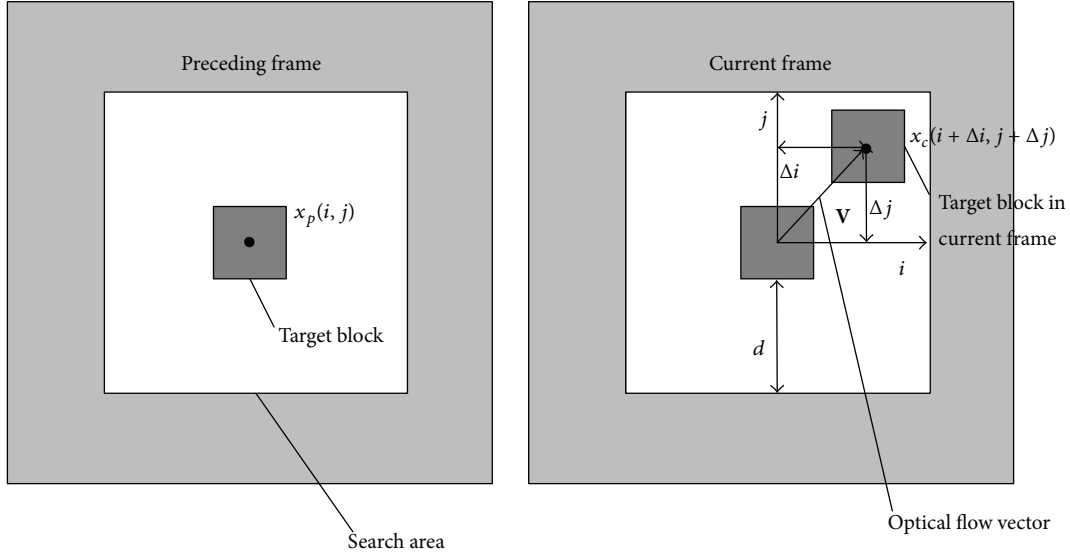 Preceding frame
x_p(i, j)
Target block
Search area
Current frame
j
x_c(i + Δi, j + Δj)
Δi
Target block in
current frame
V
Δj
i
d
Optical flow vector